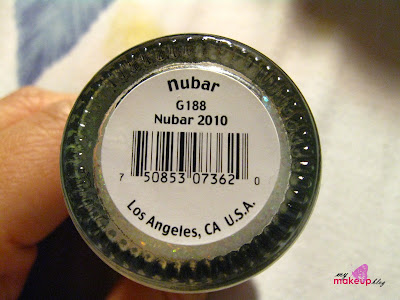 nubar
G188
Nubar 2010
7 50853 07362 0
Los Angeles, CA U.S.A.
my
makeup blog